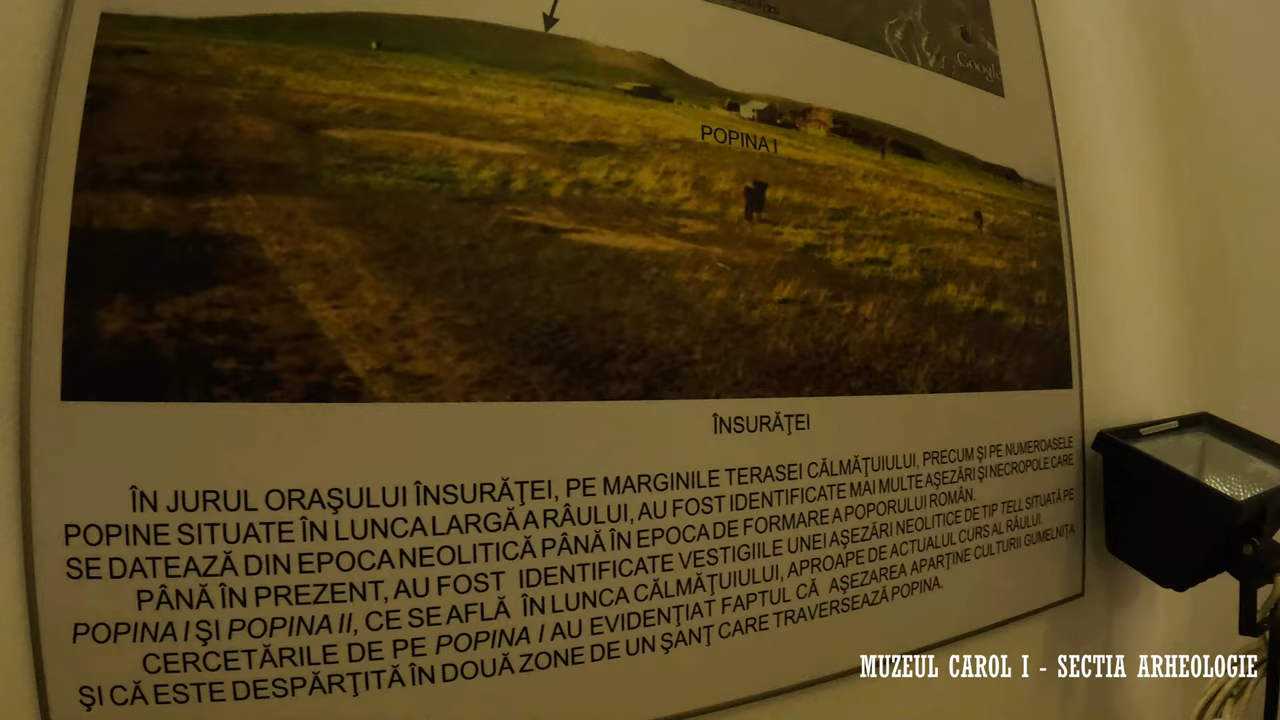 Google
POPINA I
ÎNSURĂŢEI
ÎN JURUL ORAŞULUI ÎNSURĂŢEI, PE MARGINILE TERASEI CĂLMĂŢUIULUI, PRECUM ŞI PE NUMEROASELE
POPINE SITUATE ÎN LUNCA LARGĂ A RÂULUI, AU FOST IDENTIFICATE MAI MULTE AŞEZĂRI ŞI NECROPOLE CARE
SE DATEAZĂ DIN EPOCA NEOLITICĂ PÂNĂ ÎN EPOCA DE FORMARE A POPORULUI ROMÂN.
PÂNĂ ÎN PREZENT, AU FOST IDENTIFICATE VESTIGIILE UNEI AŞEZĂRI NEOLITICE DE TIP TELL SITUATĂ PE
POPINA I ŞI POPINA II, CE SE AFLĂ ÎN LUNCA CĂLMĂŢUIULUI, APROAPE DE ACTUALUL CURS AL RÂULUI.
CERCETĂRILE DE PE POPINA I AU EVIDENŢIAT FAPTUL CĂ AŞEZAREA APARŢINE CULTURII GUMELNIŢA
ŞI CĂ ESTE DESPĂRŢITĂ ÎN DOUĂ ZONE DE UN ŞANŢ CARE TRAVERSEAZĂ POPINA.
MUZEUL CAROL I - SECTIA ARHEOLOGIE